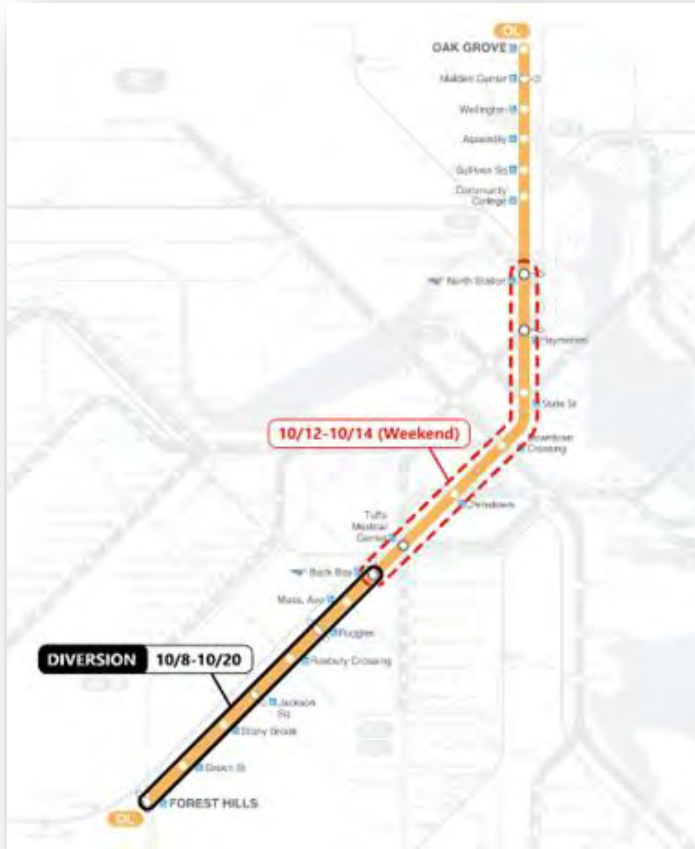 OL
OAK GROVE
Malden Center
Wellington
Assembly
Sullivan Sq
Community
College
North Station
Haymarket
State St
10/12-10/14 (Weekend)
Downtown
Crossing
Chinatown
Tufts
Medical
Center
Back Bay
Mass. Ave
Ruggles
DIVERSION 10/8-10/20
Roxbury Crossing
Jackson
Sq
Stony Brook
Green St
FOREST HILLS
OL